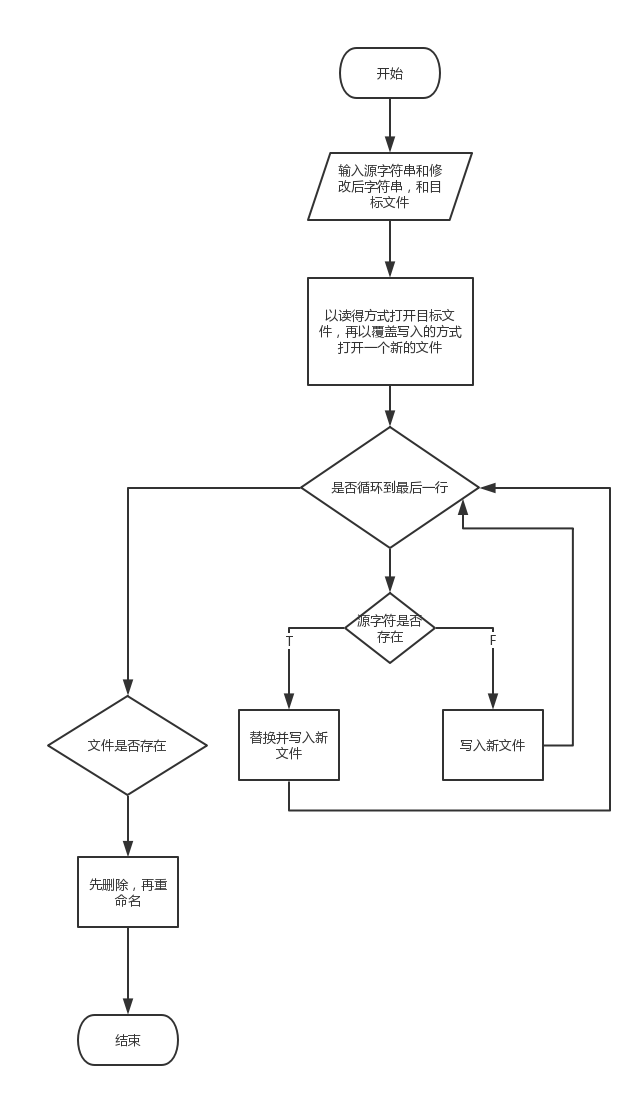 开始
输入源字符串和修
改后字符串，和目
标文件
以读得方式打开目标文
件，再以覆盖写入的方式
打开一个新的文件
是否循环到最后一行
源字符是否
存在
T
F
文件是否存在
替换并写入新
文件
写入新文件
先删除，再重
命名
结束